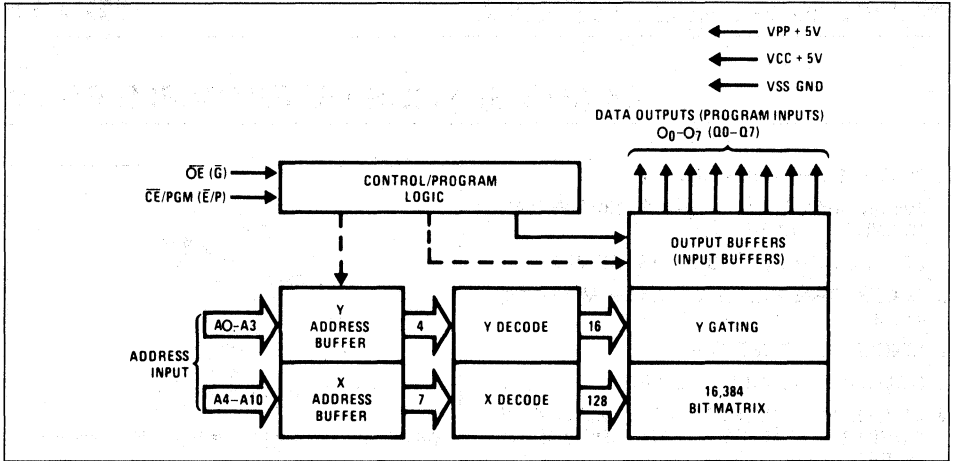 VPP + 5V
VCC + 5V
VSS GND
DATA OUTPUTS (PROGRAM INPUTS)
O0–O7 (Q0–Q7)
OE (G)
CE/PGM (E/P)
CONTROL/PROGRAM
LOGIC
OUTPUT BUFFERS
(INPUT BUFFERS)
ADDRESS
INPUT
A0–A3
Y
ADDRESS
BUFFER
4
Y DECODE
16
Y GATING
A4–A10
X
ADDRESS
BUFFER
7
X DECODE
128
16,384
BIT MATRIX